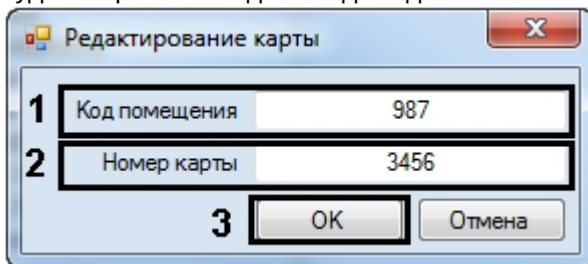 Редактирование карты
1 Код помещения 987
2 Номер карты 3456
3 OK Отмена